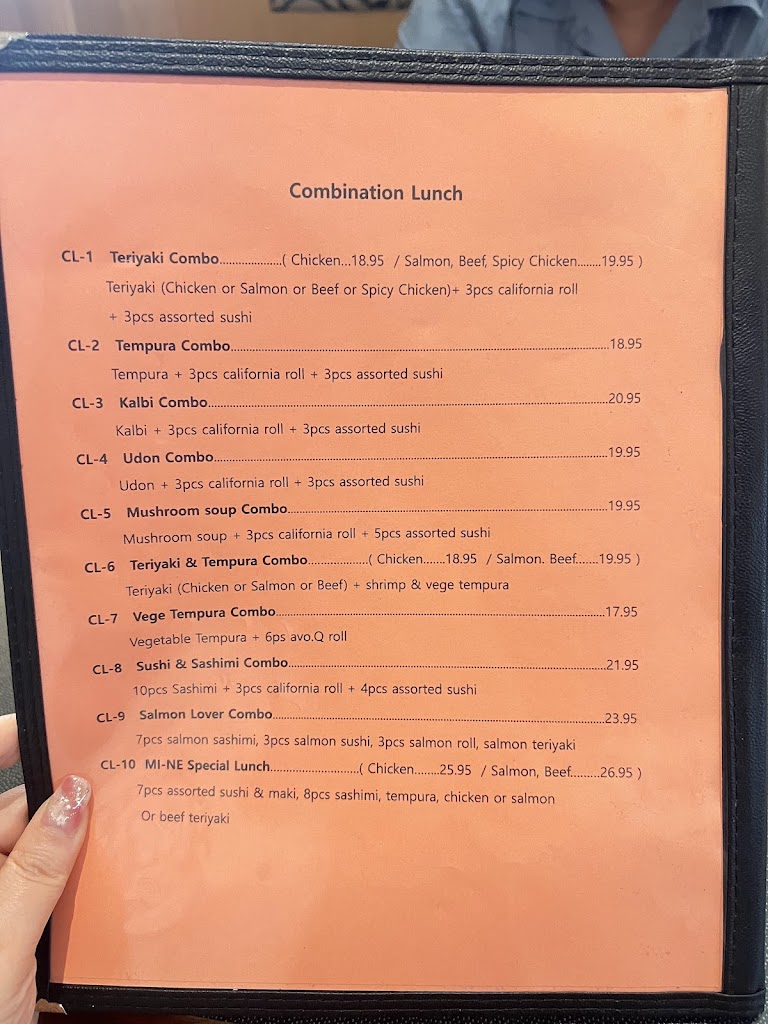 Combination Lunch
CL-1 Teriyaki Combo...................( Chicken...18.95 / Salmon, Beef, Spicy Chicken.......19.95 )
Teriyaki (Chicken or Salmon or Beef or Spicy Chicken)+ 3pcs california roll
+ 3pcs assorted sushi
CL-2 Tempura Combo.....................................................................................18.95
Tempura + 3pcs california roll + 3pcs assorted sushi
CL-3 Kalbi Combo.....................................................................................20.95
Kalbi + 3pcs california roll + 3pcs assorted sushi
CL-4 Udon Combo.....................................................................................19.95
Udon + 3pcs california roll + 3pcs assorted sushi
CL-5 Mushroom soup Combo.....................................................................................19.95
Mushroom soup + 3pcs california roll + 5pcs assorted sushi
CL-6 Teriyaki & Tempura Combo..................( Chicken.......18.95 / Salmon. Beef.......19.95 )
Teriyaki (Chicken or Salmon or Beef) + shrimp & vege tempura
CL-7 Vege Tempura Combo.....................................................................................17.95
Vegetable Tempura + 6ps avo.Q roll
CL-8 Sushi & Sashimi Combo.....................................................................................21.95
10pcs Sashimi + 3pcs california roll + 4pcs assorted sushi
CL-9 Salmon Lover Combo.....................................................................................23.95
7pcs salmon sashimi, 3pcs salmon sushi, 3pcs salmon roll, salmon teriyaki
CL-10 MI-NE Special Lunch...........................( Chicken........25.95 / Salmon, Beef.........26.95 )
7pcs assorted sushi & maki, 8pcs sashimi, tempura, chicken or salmon
Or beef teriyaki